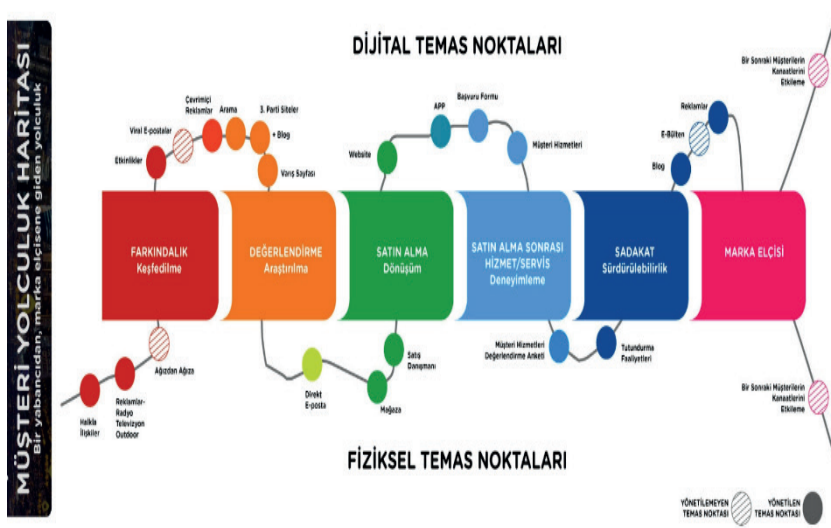 MÜŞTERİ YOLCULUK HARİTASI
Bir yabancıdan, marka elçisene giden yolculuk
DİJİTAL TEMAS NOKTALARI
Etkinlikler
Viral E-postalar
Çevrimiçi
Reklamlar
Arama
3. Parti Siteler
+ Blog
Varış Sayfası
Website
APP
Başvuru Formu
Müşteri Hizmetleri
Blog
E-Bülten
Reklamlar
Bir Sonraki Müşterilerin
Kanaatlerini
Etkileme
FARKINDALIK
Keşfedilme
DEĞERLENDİRME
Araştırılma
SATIN ALMA
Dönüşüm
SATIN ALMA SONRASI
HİZMET/SERVİS
Deneyimleme
SADAKAT
Sürdürülebilirlik
MARKA ELÇİSİ
Halkla
İlişkiler
Reklamlar-
Radyo
Televizyon
Outdoor
Ağızdan Ağıza
Direkt
E-posta
Mağaza
Satış
Danışmanı
Müşteri Hizmetleri
Değerlendirme Anketi
Tutundurma
Faaliyetleri
Bir Sonraki Müşterilerin
Kanaatlerini
Etkileme
FİZİKSEL TEMAS NOKTALARI
YÖNETİLEMEYEN
TEMAS NOKTASI
YÖNETİLEN
TEMAS NOKTASI